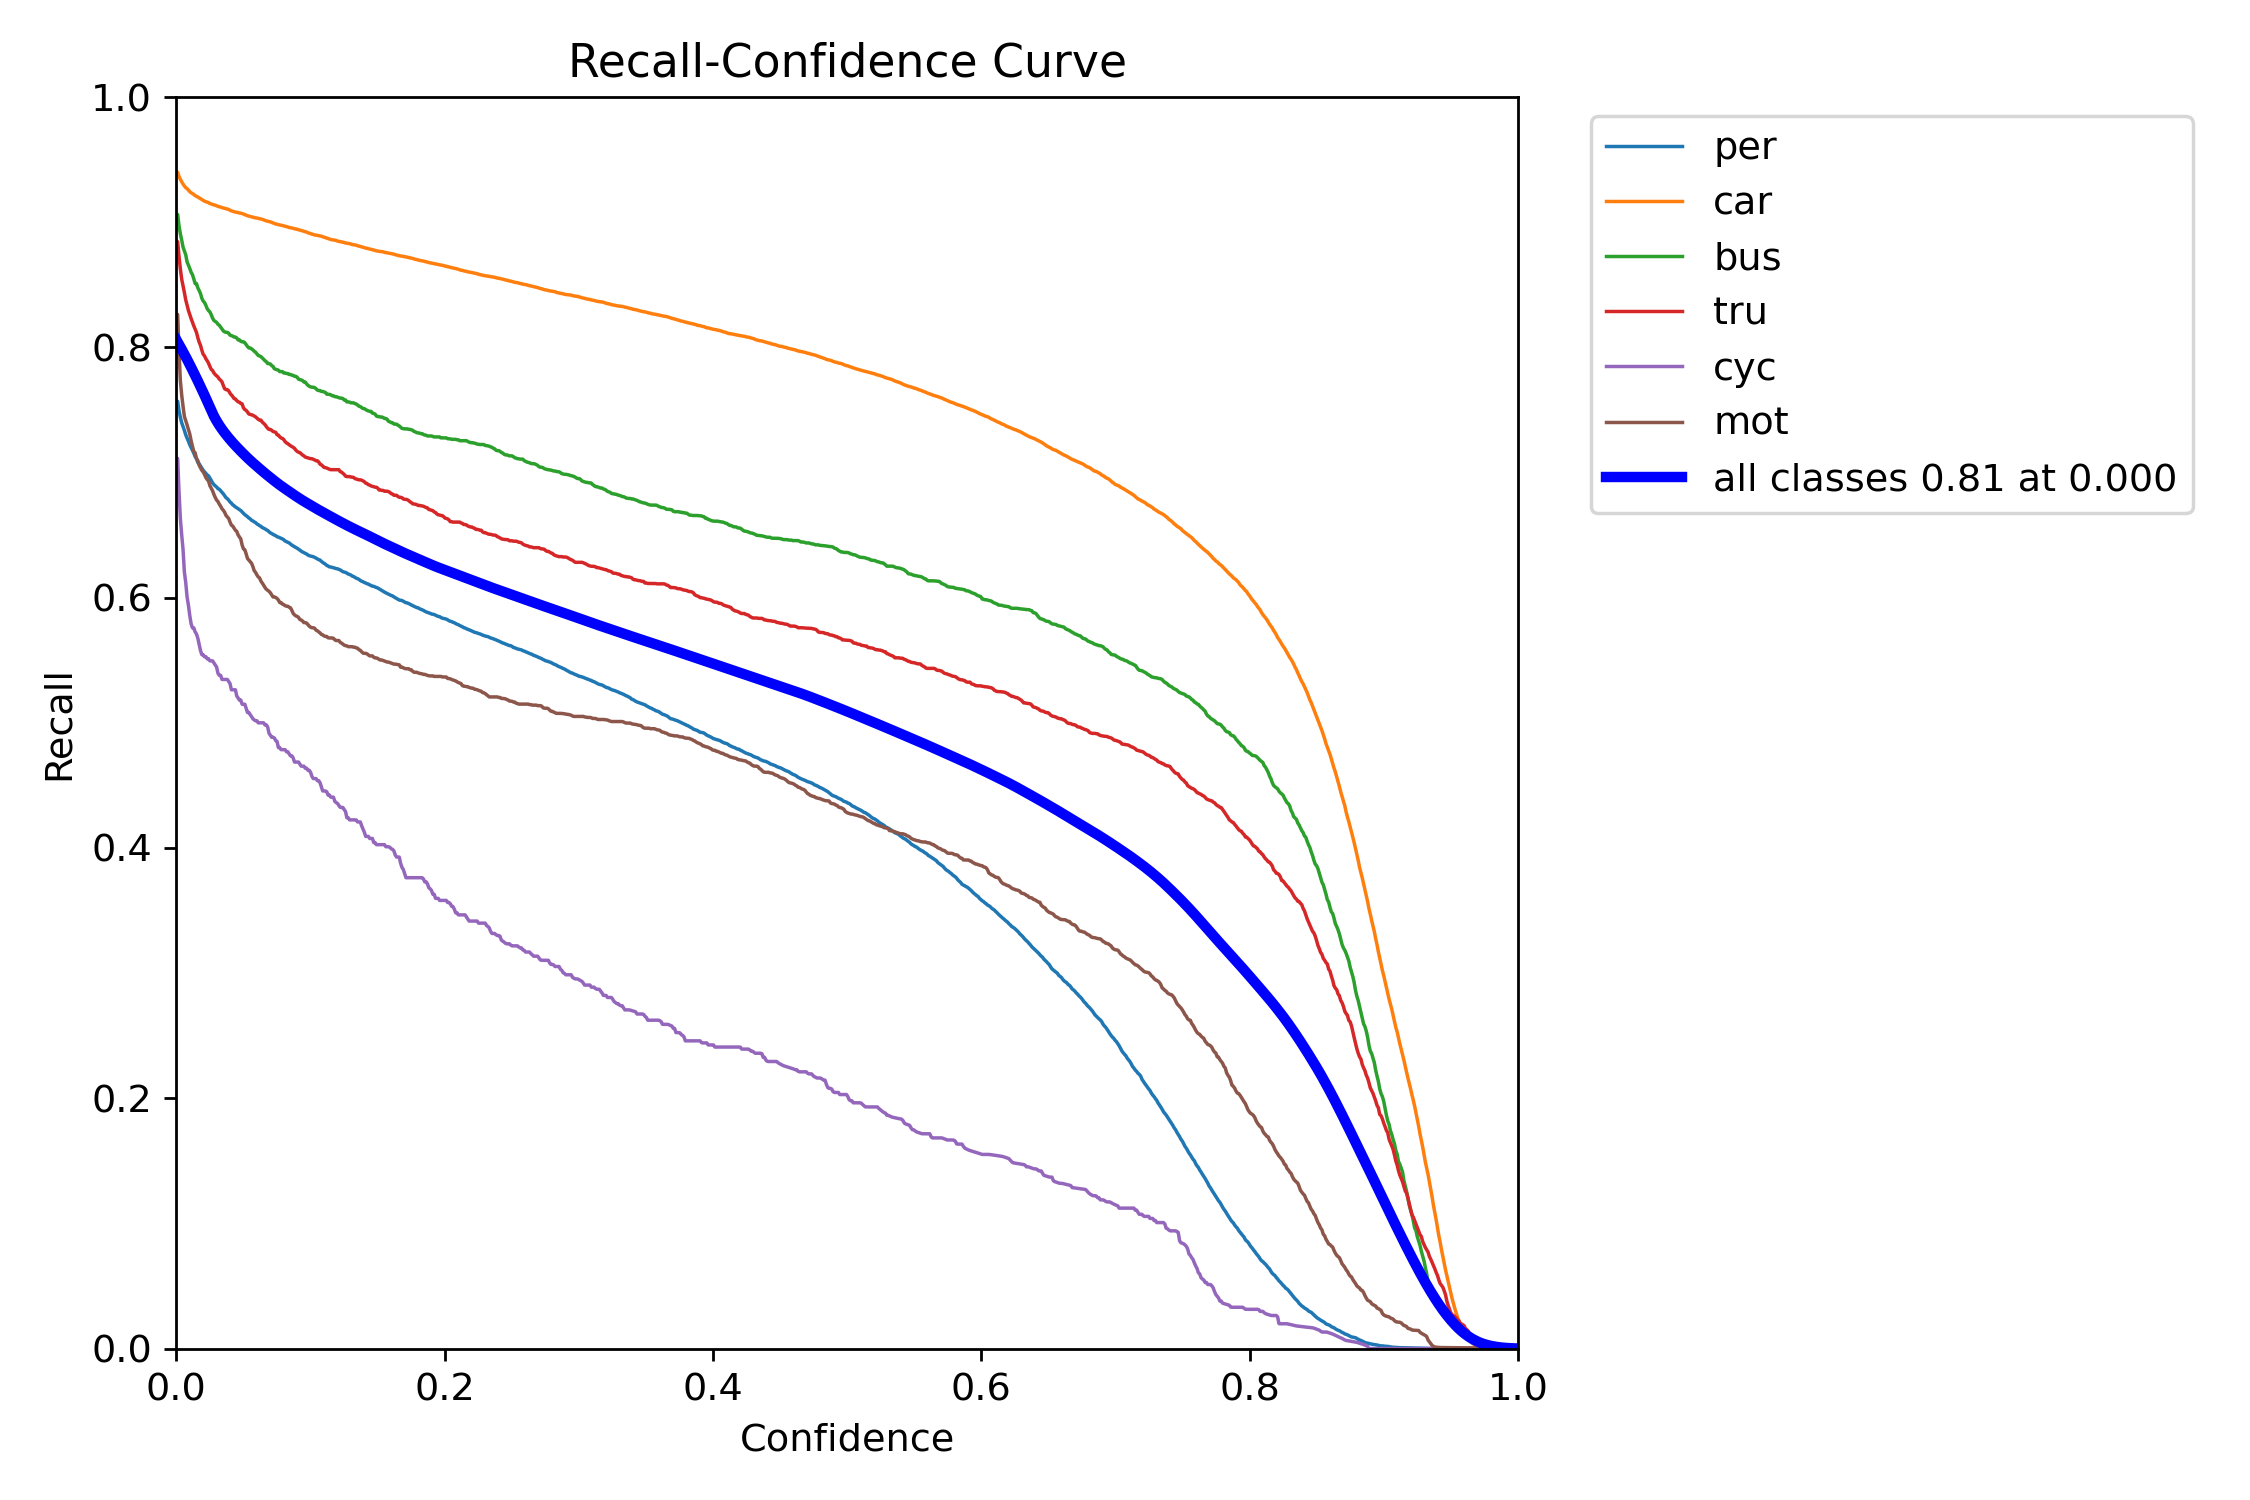 Recall-Confidence Curve
1.0
0.8
0.6
0.4
0.2
0.0
Recall
0.0 0.2 0.4 0.6 0.8 1.0
Confidence
per
car
bus
tru
cyc
mot
all classes 0.81 at 0.000